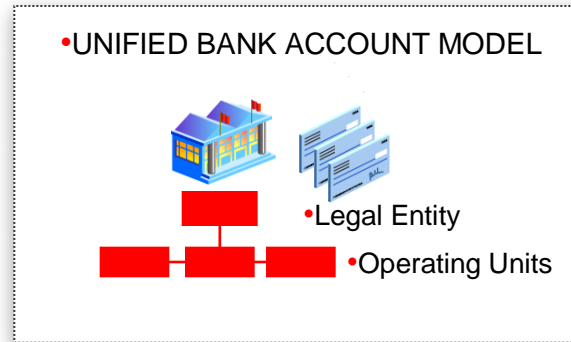 •UNIFIED BANK ACCOUNT MODEL
•Legal Entity
•Operating Units